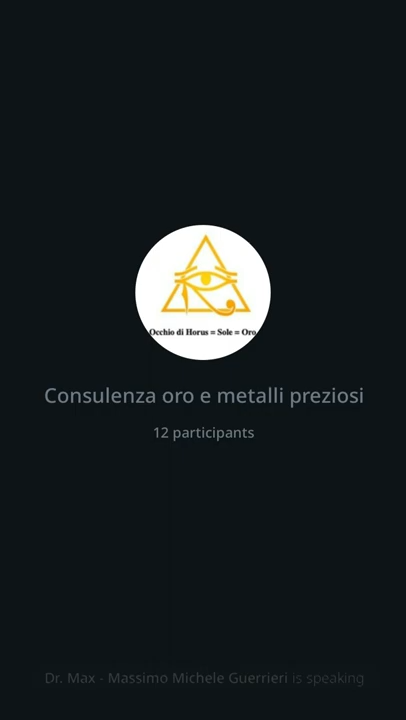 Occhio di Horus = Sole = Oro
Consulenza oro e metalli preziosi
12 participants
Dr. Max - Massimo Michele Guerrieri is speaking